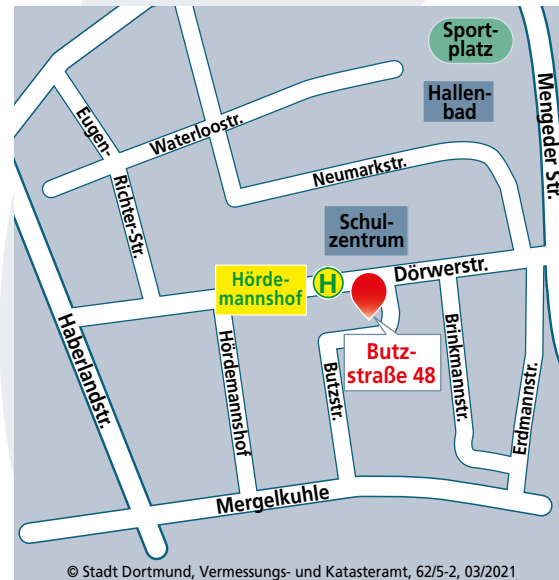 Sport-
platz
Hallen-
bad
Mengeder Str.
Eugen-
Richter-Str.
Waterloostr.
Neumarkstr.
Schul-
zentrum
Dörwerstr.
Hörde-
mannshof
H
Haberlandstr.
Hördemannshof
Butzstr.
Butz-
straße 48
Brinkmannstr.
Erdmannstr.
Mergelkuhle
© Stadt Dortmund, Vermessungs- und Katasteramt, 62/5-2, 03/2021